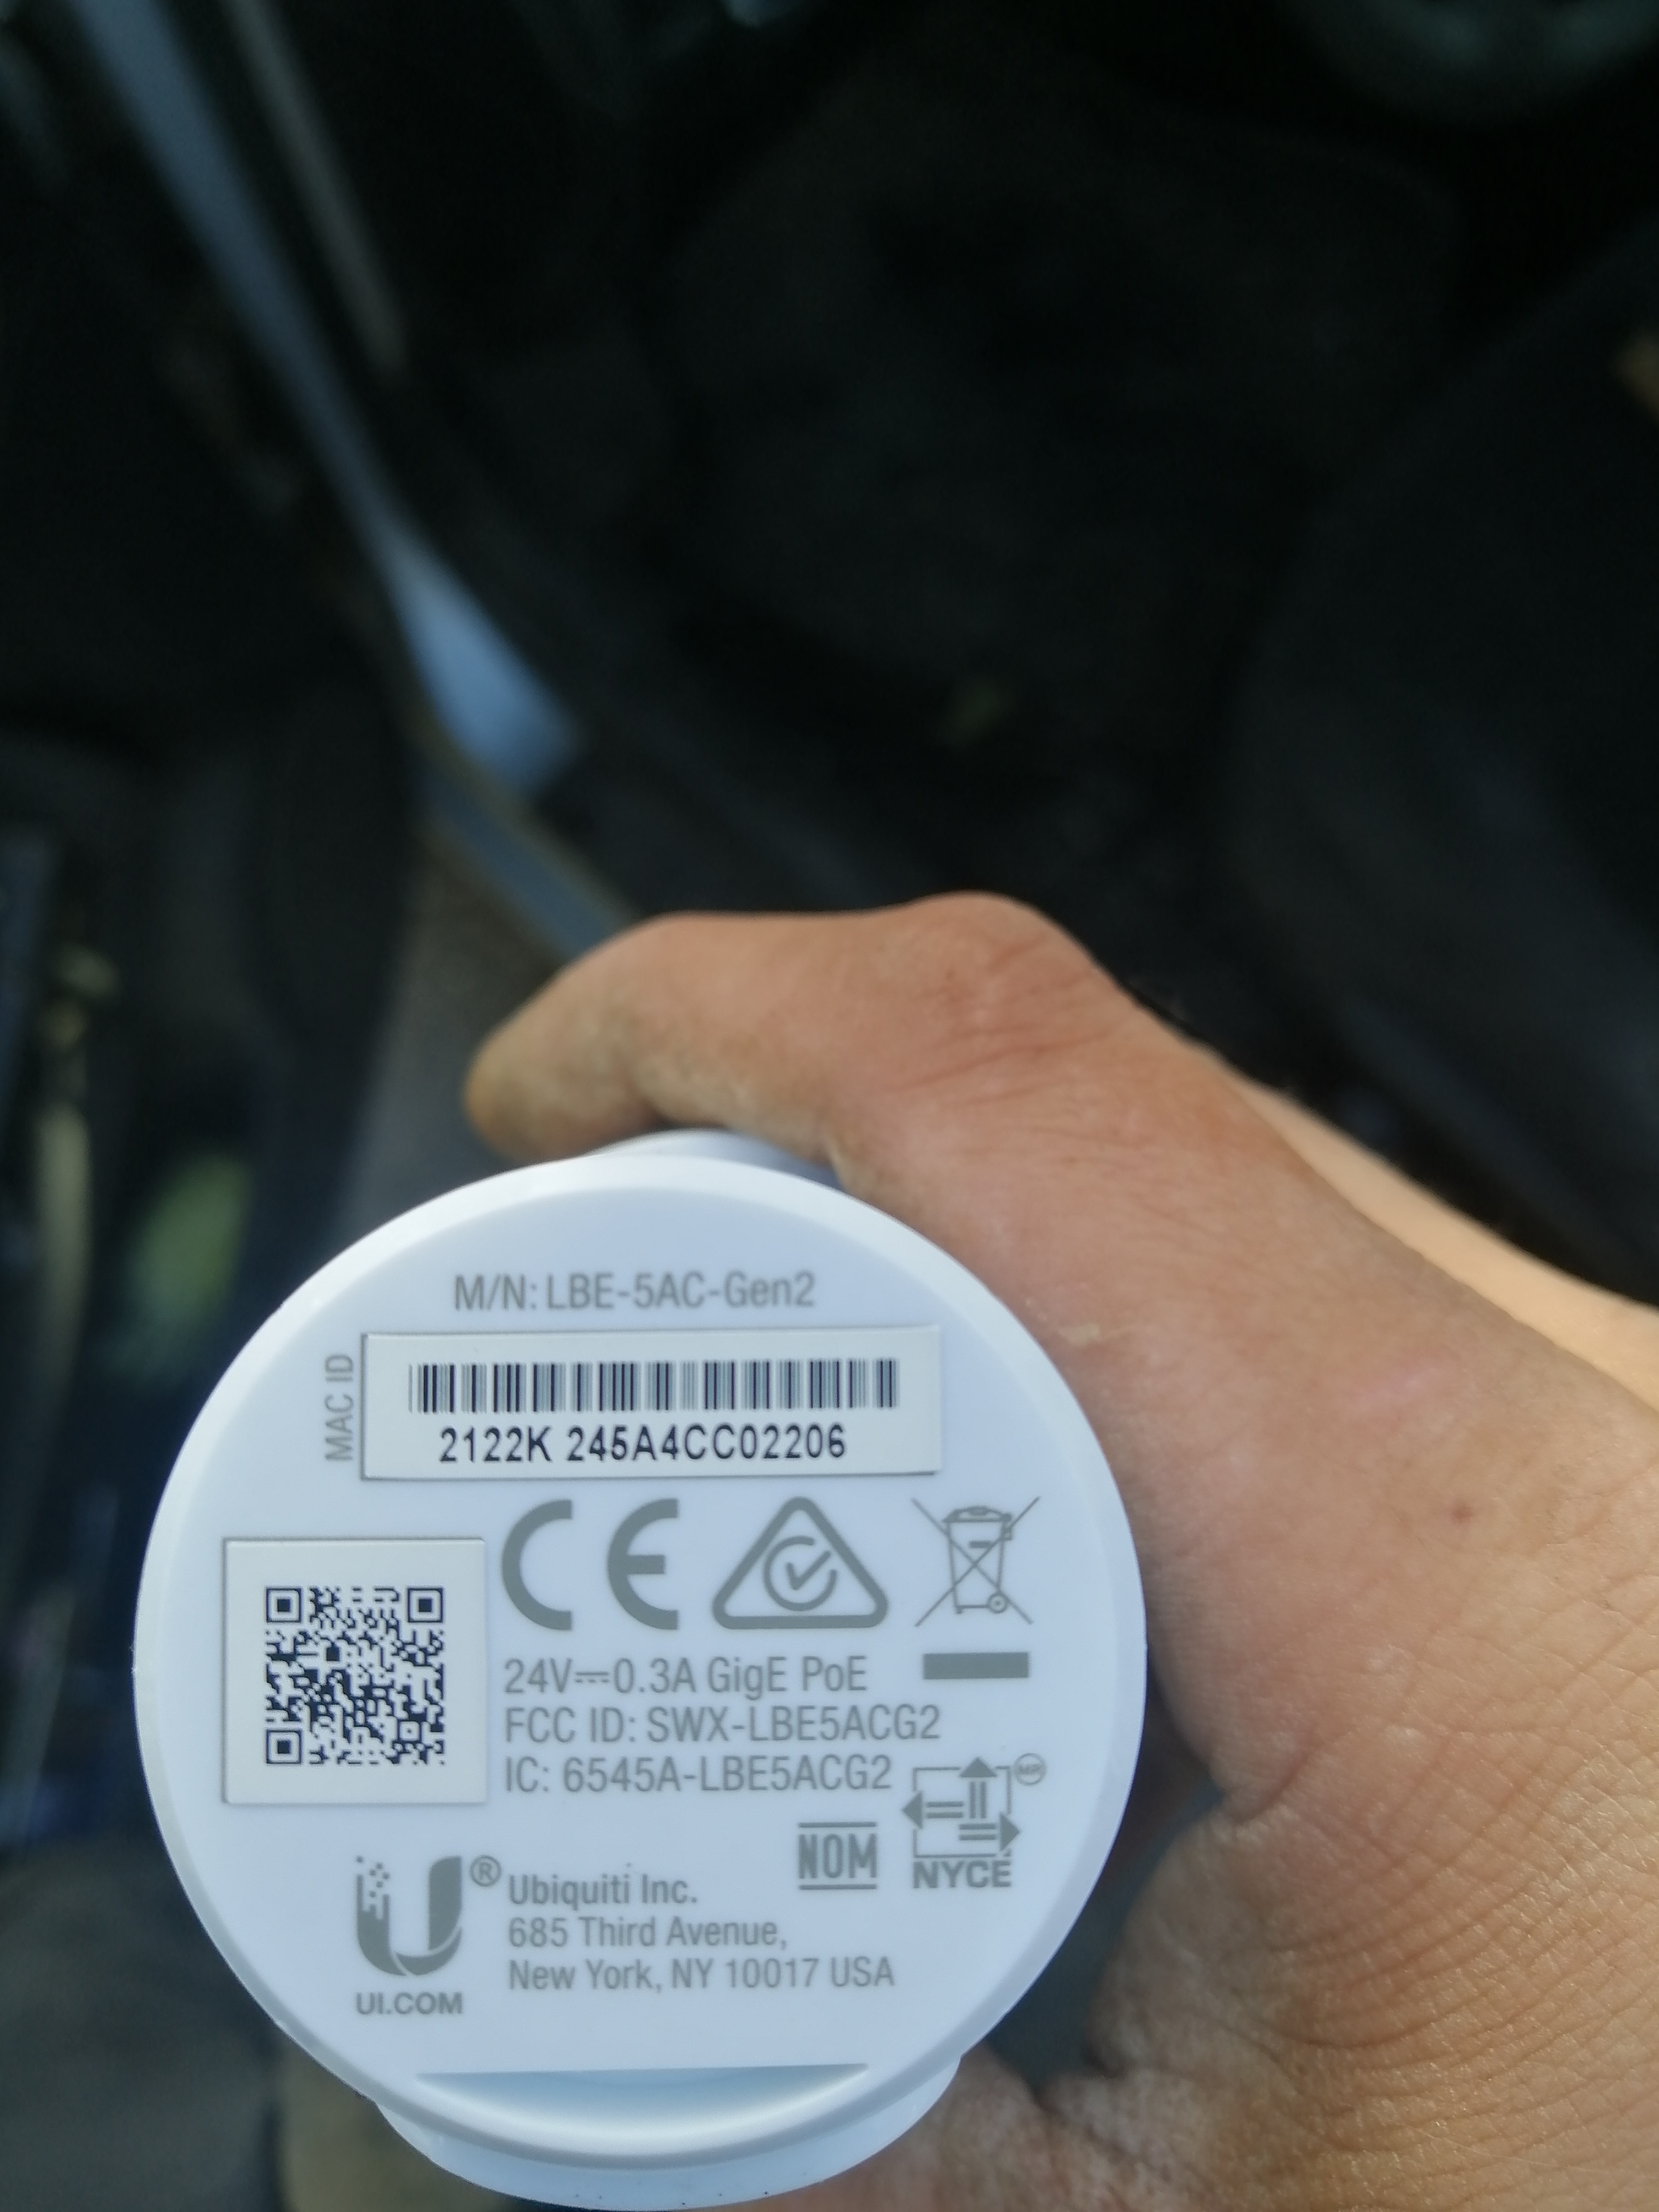 M/N: LBE-5AC-Gen2
MAC ID
2122K 245A4CC02206
CE
24V⎓0.3A GigE PoE
FCC ID: SWX-LBE5ACG2
IC: 6545A-LBE5ACG2
MR
NOM
NYCE
U®
Ubiquiti Inc.
685 Third Avenue,
New York, NY 10017 USA
UI.COM